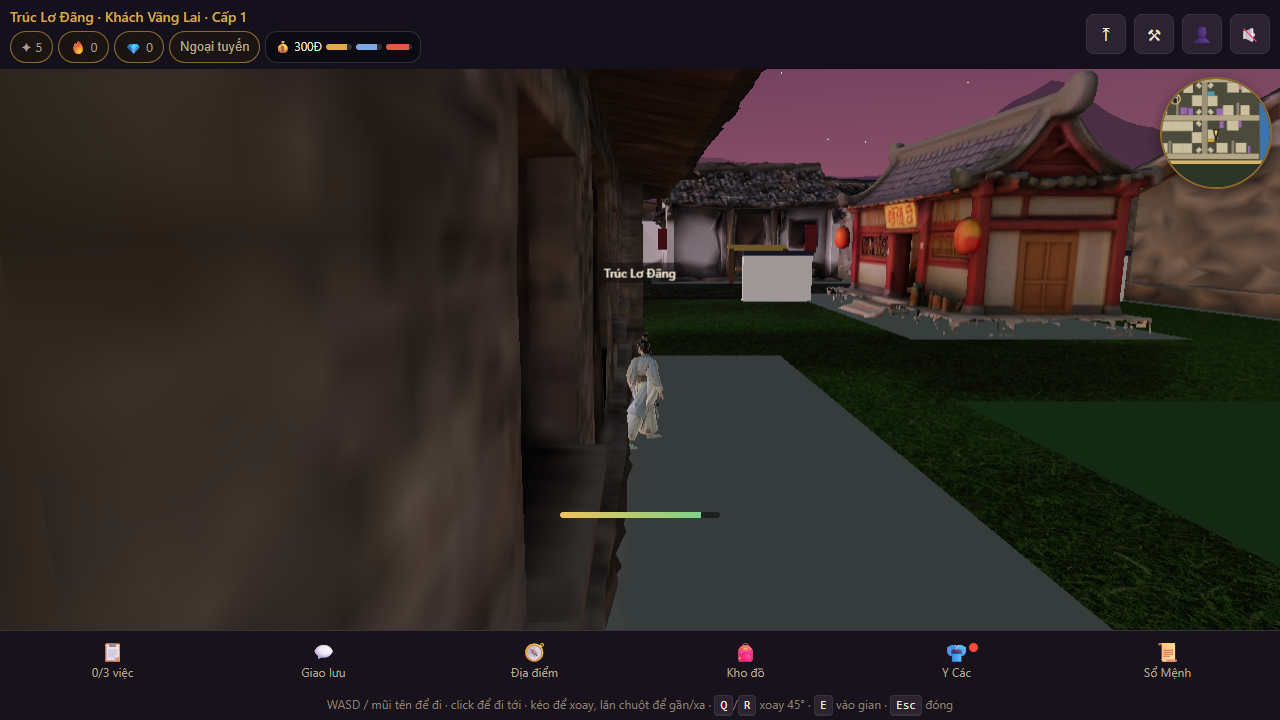 Trúc Lơ Đãng · Khách Vãng Lai · Cấp 1
5
0
0
Ngoại tuyến
300Đ
Trúc Lơ Đãng
0/3 việc
Giao lưu
Địa điểm
Kho đồ
Y Các
Sổ Mệnh
WASD / mũi tên để đi · click để đi tới · kéo để xoay, lăn chuột để gần/xa · Q/R xoay 45° · E vào gian · Esc đóng